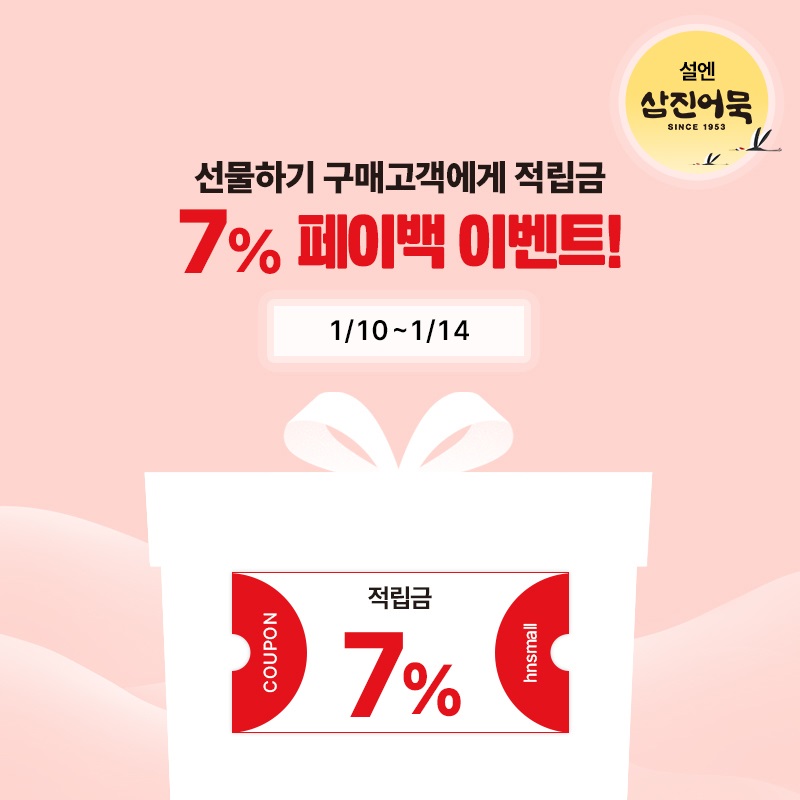 설엔
삼진어묵
SINCE 1953
선물하기 구매고객에게 적립금
7% 페이백 이벤트!
1/10~1/14
적립금
7%
COUPON
hnsmall